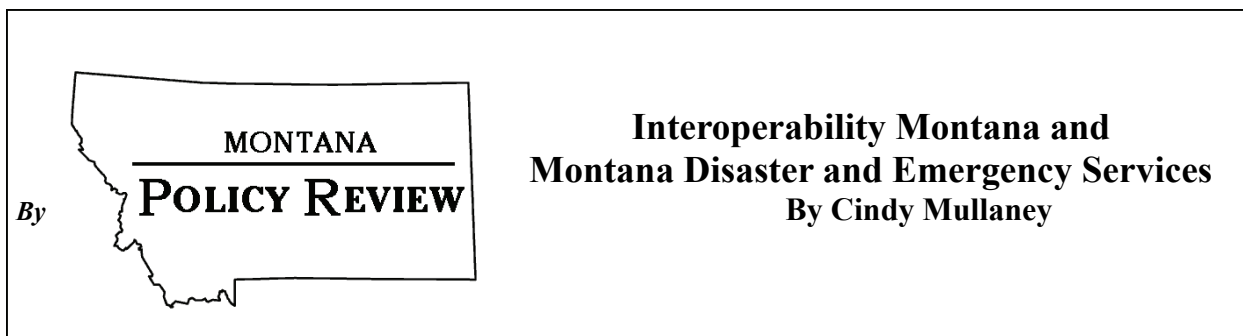 By
MONTANA
POLICY REVIEW
Interoperability Montana and
Montana Disaster and Emergency Services
By Cindy Mullaney